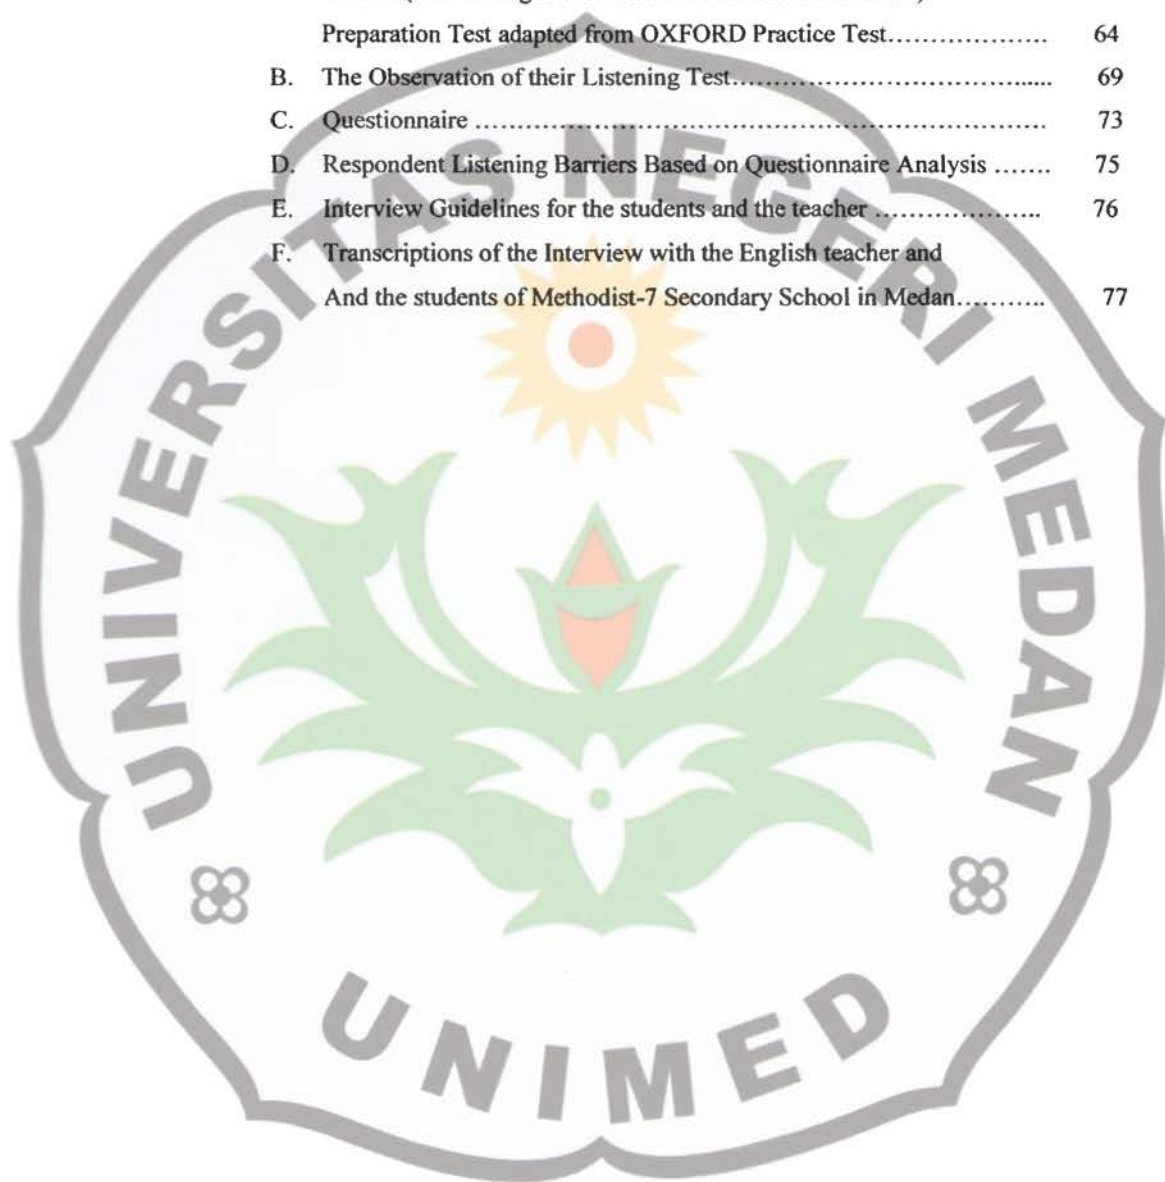 Preparation Test adapted from OXFORD Practice Test................... 64
B. The Observation of their Listening Test.................................. 69
C. Questionnaire ................................................................... 73
D. Respondent Listening Barriers Based on Questionnaire Analysis ....... 75
E. Interview Guidelines for the students and the teacher .................... 76
F. Transcriptions of the Interview with the English teacher and
And the students of Methodist-7 Secondary School in Medan........... 77
UNIVERSITAS NEGERI MEDAN
UNIMED